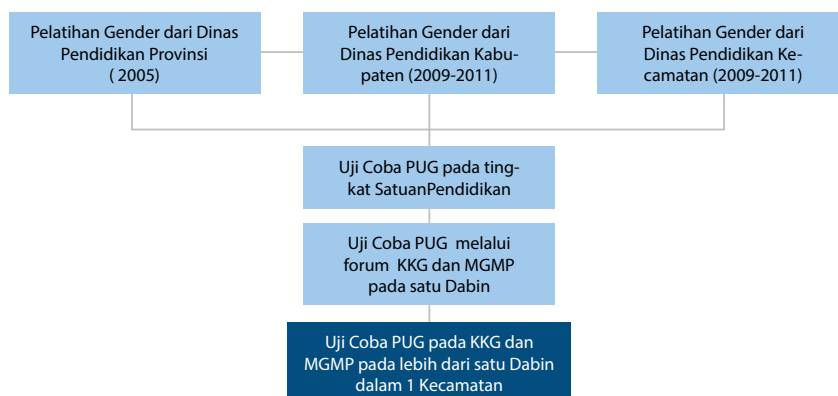 Pelatihan Gender dari Dinas
Pendidikan Provinsi
( 2005)
Pelatihan Gender dari
Dinas Pendidikan Kabu-
paten (2009-2011)
Pelatihan Gender dari
Dinas Pendidikan Ke-
camatan (2009-2011)
Uji Coba PUG pada ting-
kat SatuanPendidikan
Uji Coba PUG melalui
forum KKG dan MGMP
pada satu Dabin
Uji Coba PUG pada KKG dan
MGMP pada lebih dari satu Dabin
dalam 1 Kecamatan